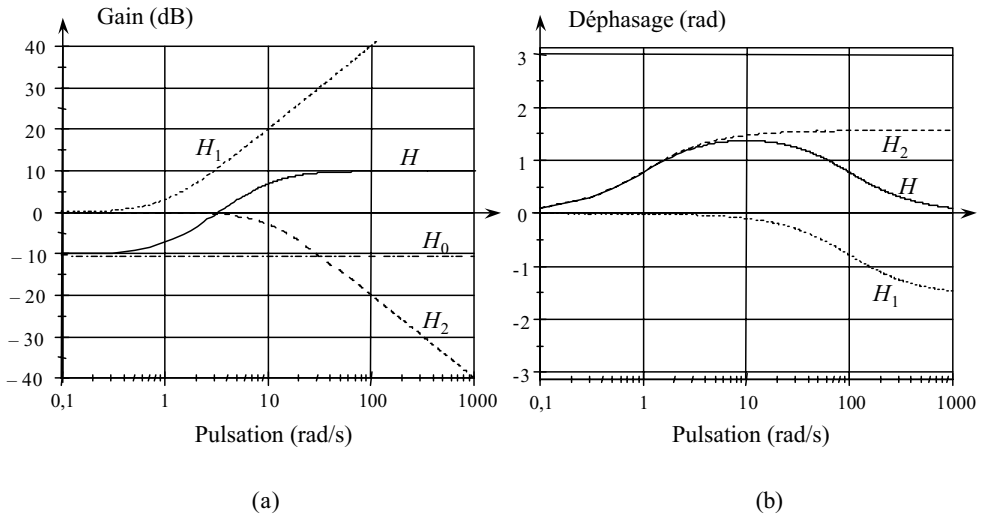 Gain (dB)
40
30
20
10
0
– 10
– 20
– 30
– 40
H1
H
H0
H2
0,1
1
10
100
1000
Pulsation (rad/s)
(a)
Déphasage (rad)
3
2
1
0
-1
-2
-3
H2
H
H1
0,1
1
10
100
1000
Pulsation (rad/s)
(b)